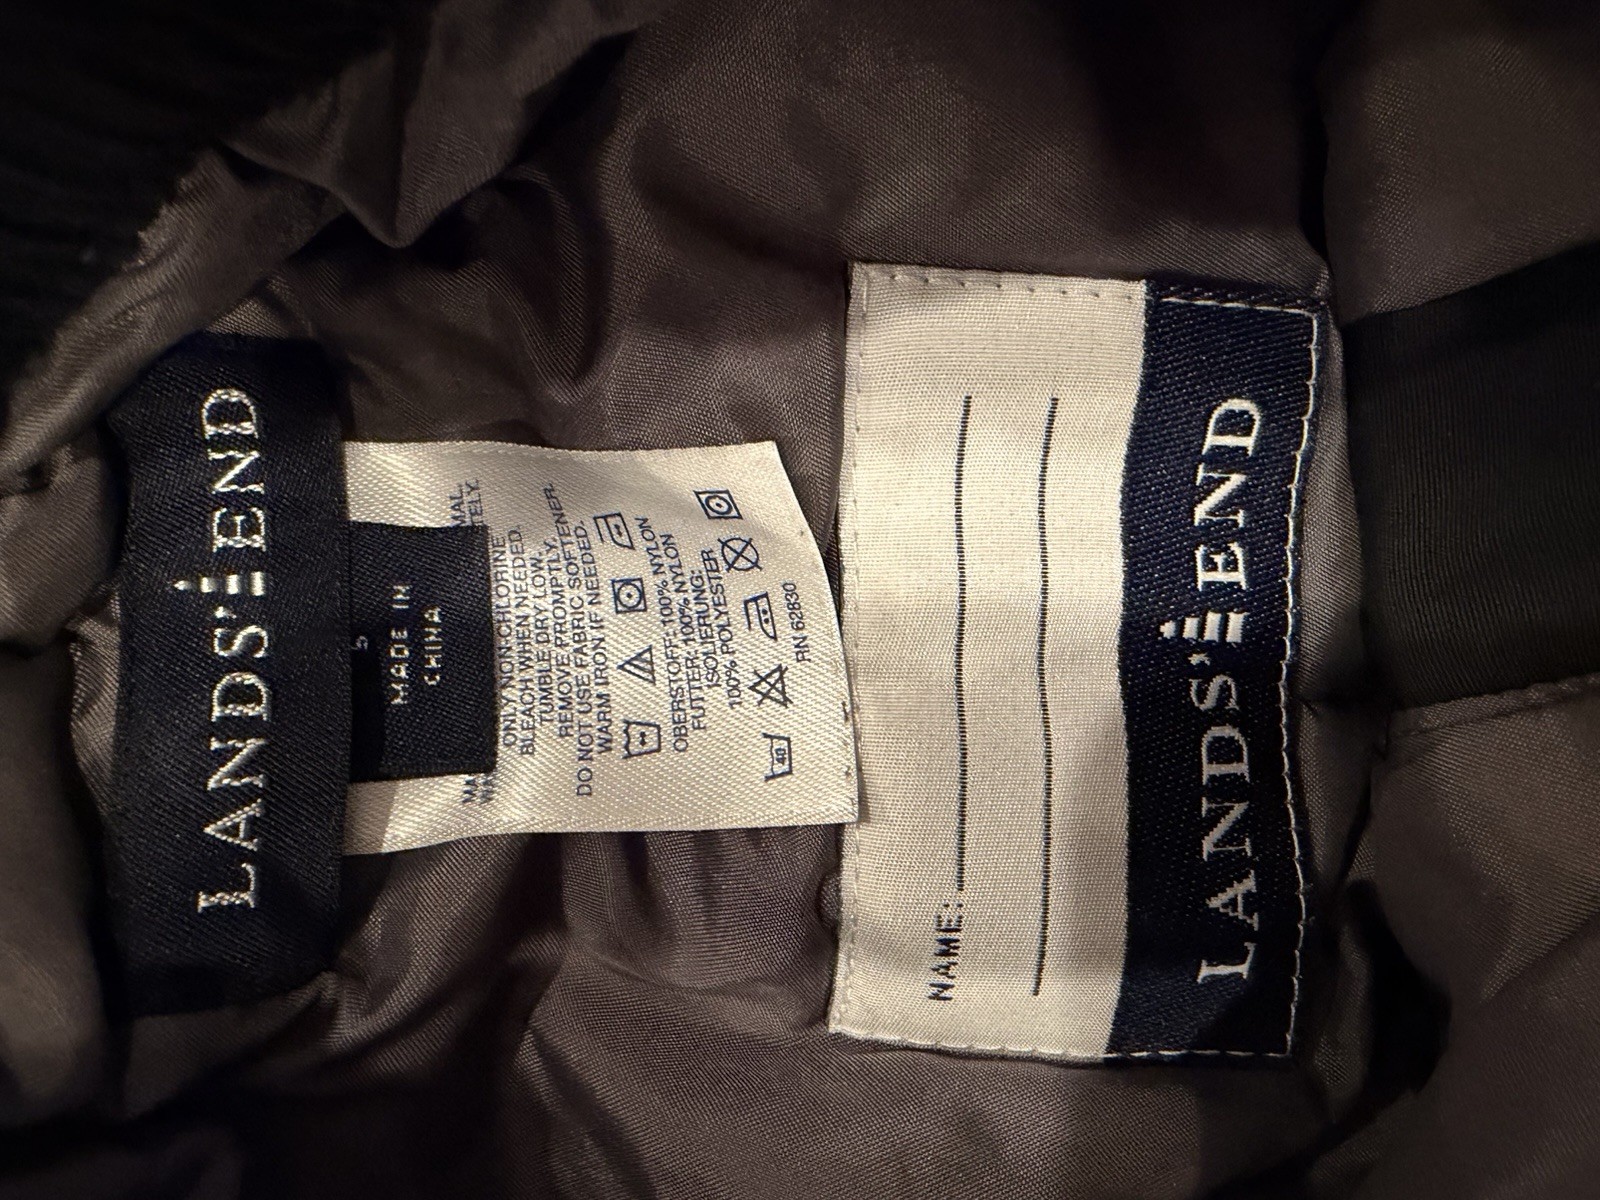 LANDS' END
S
MADE IN
CHINA
ONLY NON-CHLORINE
BLEACH WHEN NEEDED.
TUMBLE DRY LOW.
REMOVE PROMPTLY.
DO NOT USE FABRIC SOFTENER.
WARM IRON IF NEEDED.
OBERSTOFF: 100% NYLON
FUTTER: 100% NYLON
ISOLIERUNG:
100% POLYESTER
40
RN 62830
NAME:
LANDS' END